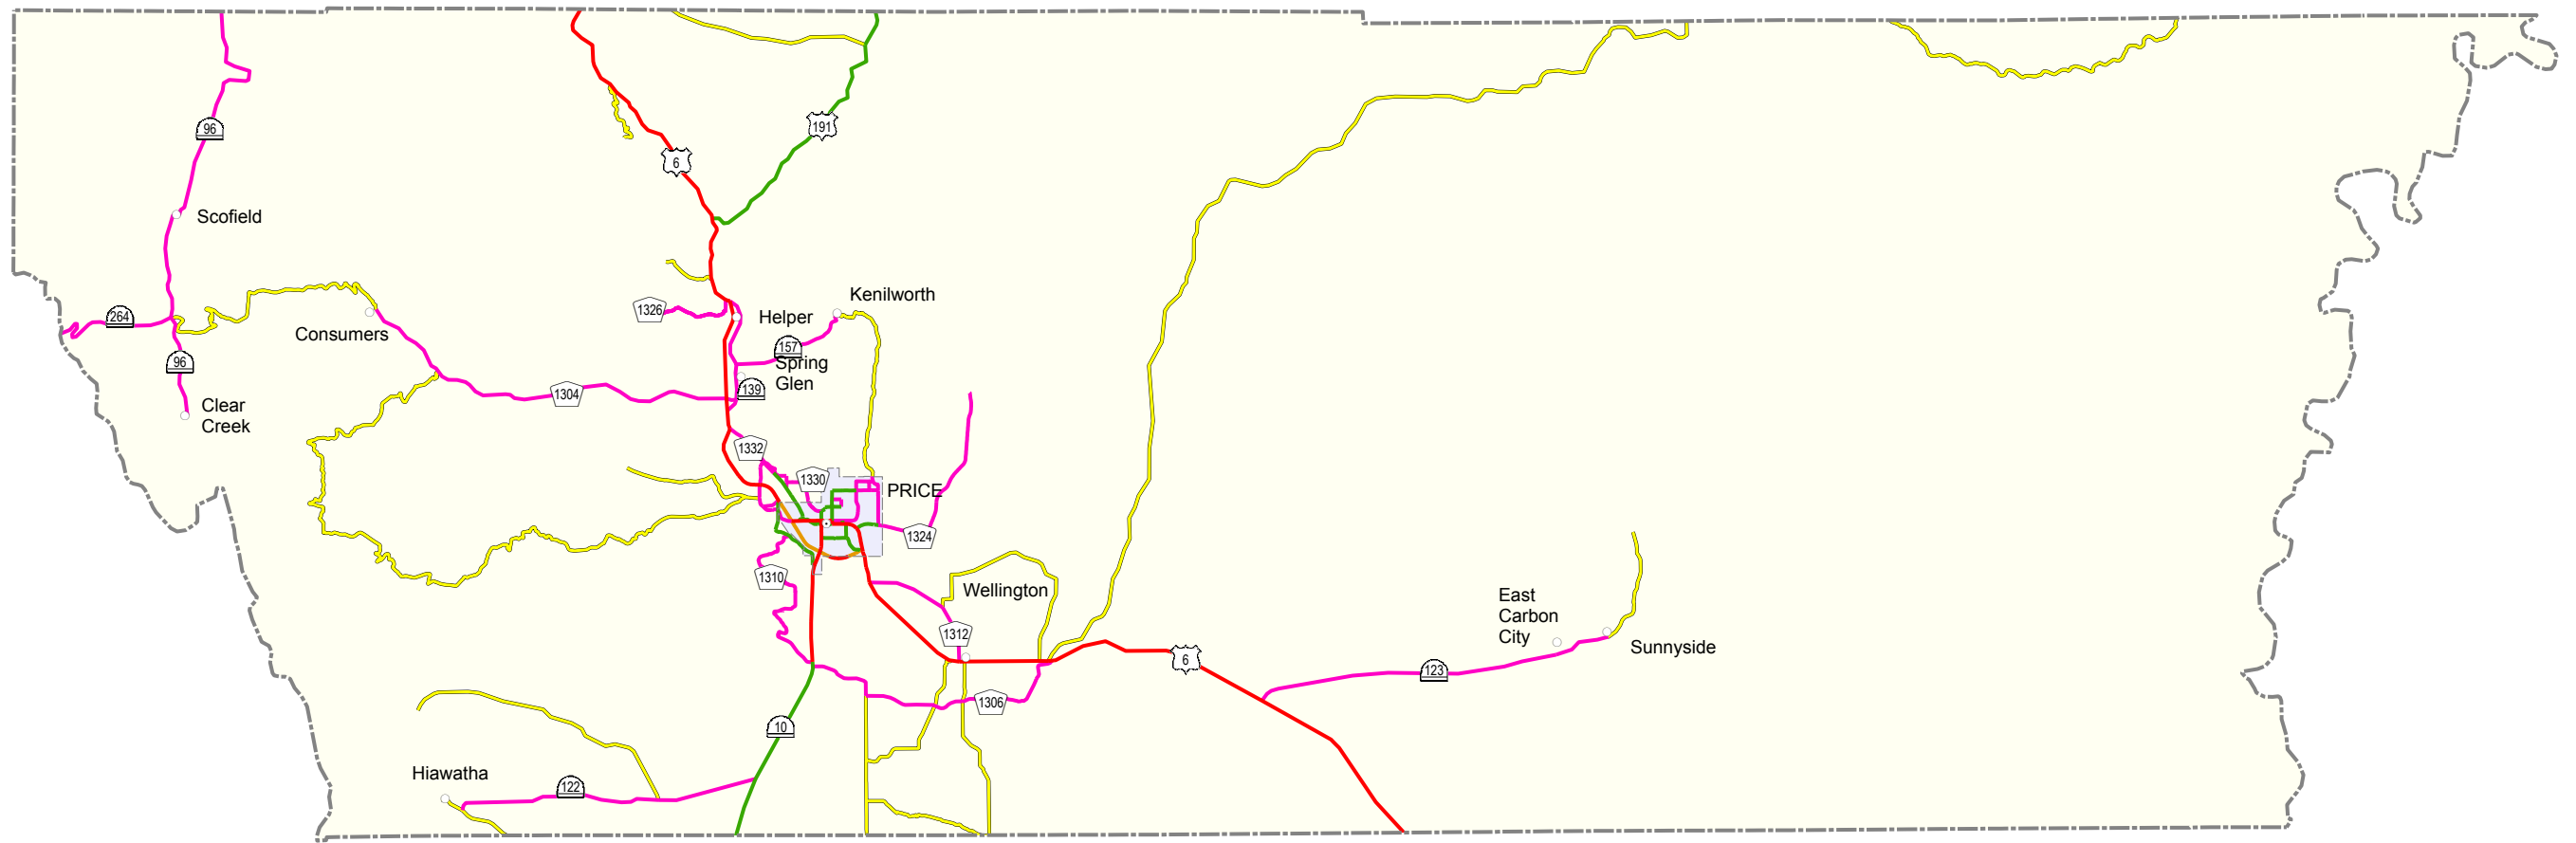 96
191
6
Scofield
264
1326
Kenilworth
Helper
Consumers
157
96
Spring
Glen
139
1304
Clear
Creek
1332
1330
PRICE
1324
1310
Wellington
East
Carbon
City
1312
Sunnyside
6
123
1306
10
Hiawatha
122